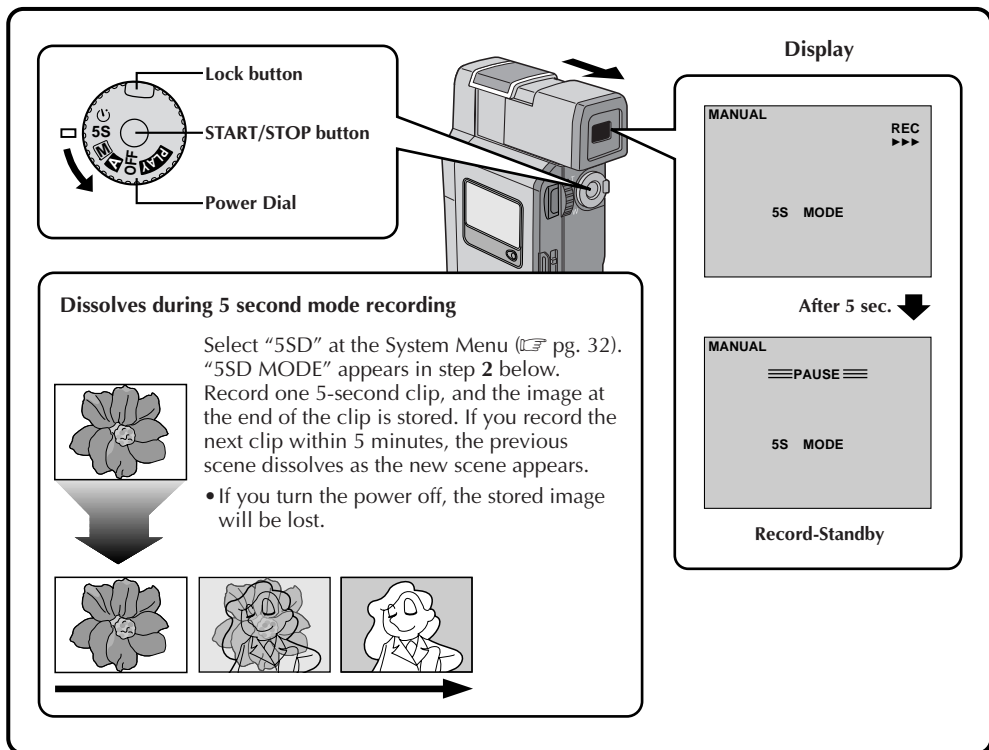 Lock button
START/STOP button
Power Dial
5S
M
A
OFF
PLAY
Display
MANUAL
REC
5S MODE
After 5 sec.
MANUAL
PAUSE
5S MODE
Record-Standby
Dissolves during 5 second mode recording
Select “5SD” at the System Menu (☞ pg. 32).
“5SD MODE” appears in step 2 below.
Record one 5-second clip, and the image at
the end of the clip is stored. If you record the
next clip within 5 minutes, the previous
scene dissolves as the new scene appears.
•If you turn the power off, the stored image
will be lost.